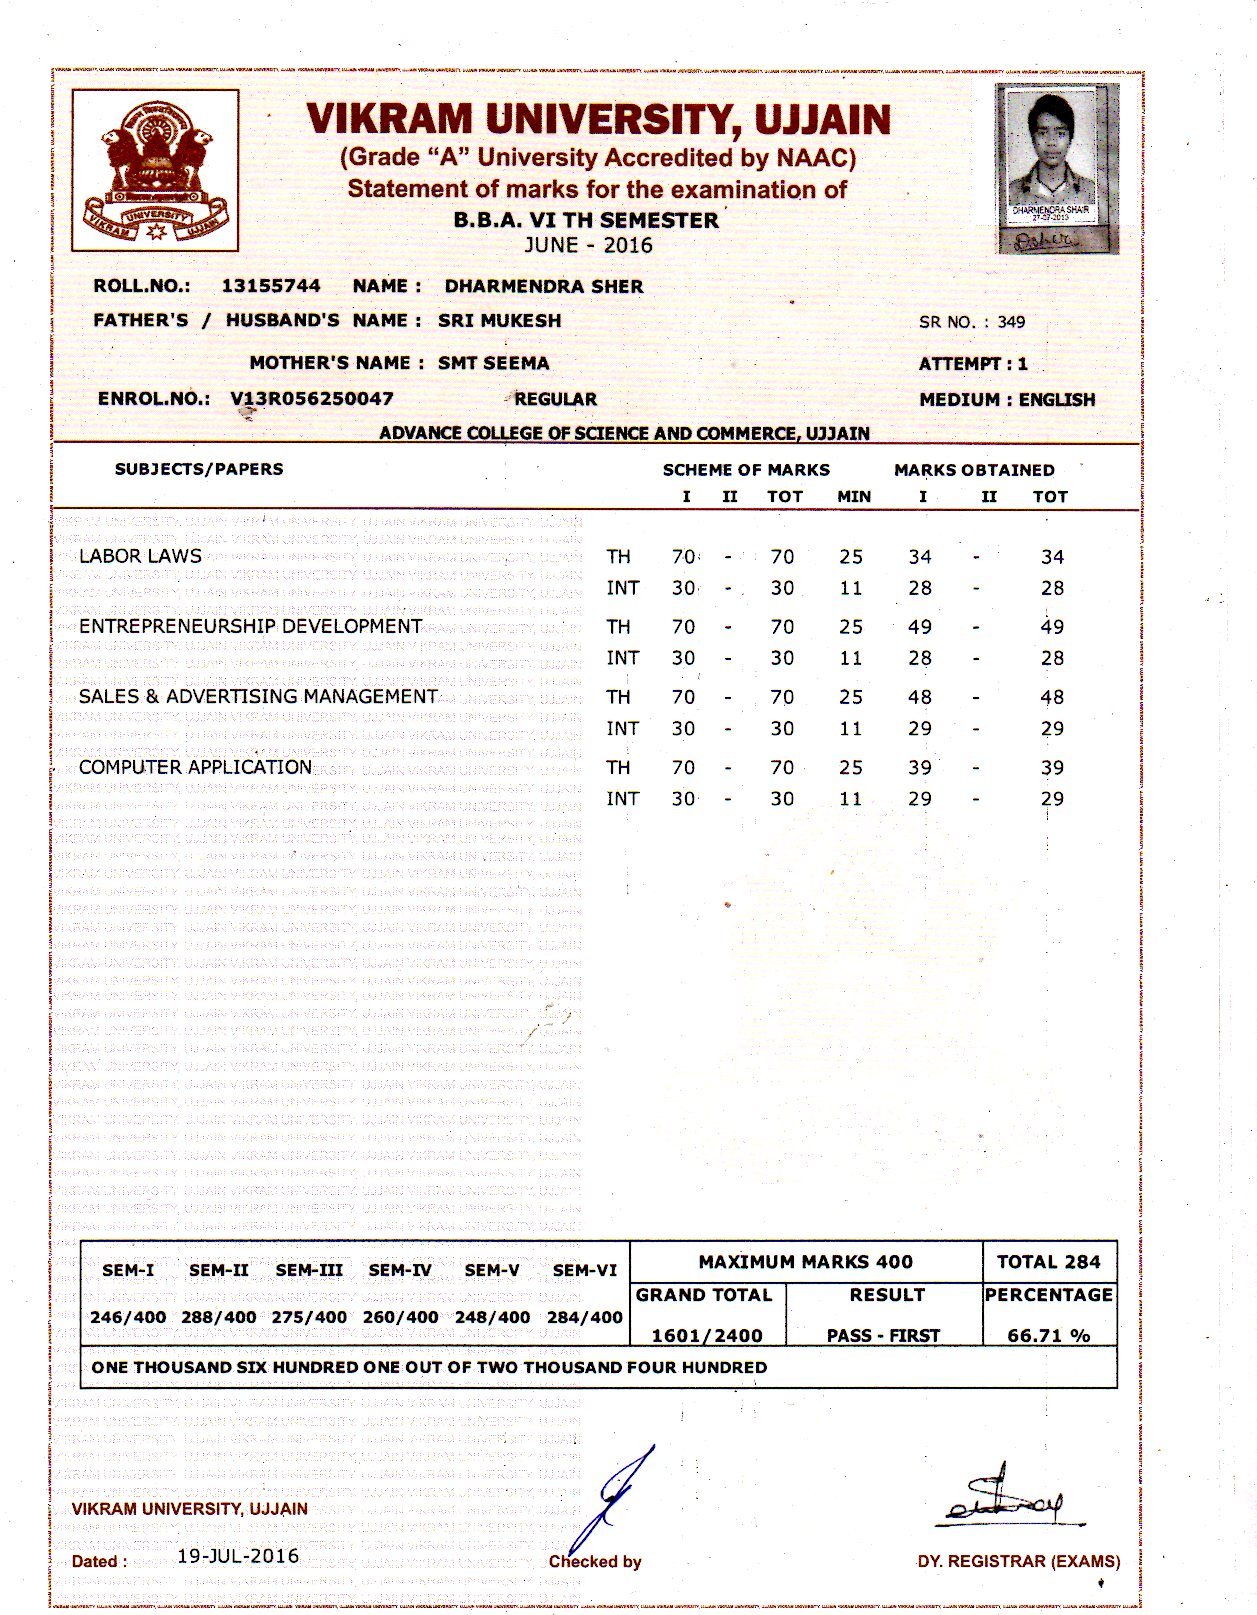 VIKRAM UNIVERSITY, UJJAIN
(Grade “A” University Accredited by NAAC)
Statement of marks for the examination of
B.B.A. VI TH SEMESTER
JUNE - 2016
VIKRAM UNIVERSITY UJJAIN
DHARMENDRA SHAIR
27-07-2013
ROLL.NO.: 13155744 NAME : DHARMENDRA SHER
FATHER'S / HUSBAND'S NAME : SRI MUKESH SR NO. : 349
MOTHER'S NAME : SMT SEEMA ATTEMPT : 1
ENROL.NO.: V13R056250047 REGULAR MEDIUM : ENGLISH
ADVANCE COLLEGE OF SCIENCE AND COMMERCE, UJJAIN
SUBJECTS/PAPERS SCHEME OF MARKS MARKS OBTAINED
I II TOT MIN I II TOT
LABOR LAWS TH 70 - 70 25 34 - 34
INT 30 - 30 11 28 - 28
ENTREPRENEURSHIP DEVELOPMENT TH 70 - 70 25 49 - 49
INT 30 - 30 11 28 - 28
SALES & ADVERTISING MANAGEMENT TH 70 - 70 25 48 - 48
INT 30 - 30 11 29 - 29
COMPUTER APPLICATION TH 70 - 70 25 39 - 39
INT 30 - 30 11 29 - 29
SEM-I SEM-II SEM-III SEM-IV SEM-V SEM-VI MAXIMUM MARKS 400 TOTAL 284
GRAND TOTAL RESULT PERCENTAGE
246/400 288/400 275/400 260/400 248/400 284/400 1601/2400 PASS - FIRST 66.71 %
ONE THOUSAND SIX HUNDRED ONE OUT OF TWO THOUSAND FOUR HUNDRED
VIKRAM UNIVERSITY, UJJAIN
Dated : 19-JUL-2016 Checked by DY. REGISTRAR (EXAMS)